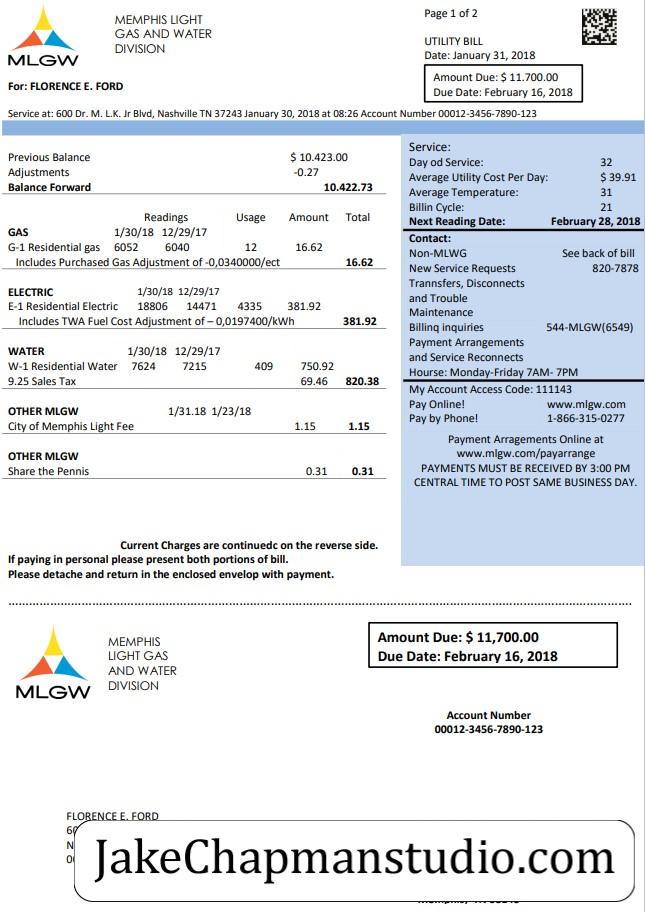 MLGW
MEMPHIS LIGHT
GAS AND WATER
DIVISION
Page 1 of 2
UTILITY BILL
Date: January 31, 2018
Amount Due: $ 11.700.00
Due Date: February 16, 2018
For: FLORENCE E. FORD
Service at: 600 Dr. M. L.K. Jr Blvd, Nashville TN 37243 January 30, 2018 at 08:26 Account Number 00012-3456-7890-123
Previous Balance $ 10.423.00
Adjustments -0.27
Balance Forward 10.422.73
Readings Usage Amount Total
GAS 1/30/18 12/29/17
G-1 Residential gas 6052 6040 12 16.62
Includes Purchased Gas Adjustment of -0,0340000/ect 16.62
ELECTRIC 1/30/18 12/29/17
E-1 Residential Electric 18806 14471 4335 381.92
Includes TWA Fuel Cost Adjustment of – 0,0197400/kWh 381.92
WATER 1/30/18 12/29/17
W-1 Residential Water 7624 7215 409 750.92
9.25 Sales Tax 69.46 820.38
OTHER MLGW 1/31.18 1/23/18
City of Memphis Light Fee 1.15 1.15
OTHER MLGW
Share the Pennis 0.31 0.31
Current Charges are continuedc on the reverse side.
If paying in personal please present both portions of bill.
Please detache and return in the enclosed envelop with payment.
Service:
Day od Service: 32
Average Utility Cost Per Day: $ 39.91
Average Temperature: 31
Billin Cycle: 21
Next Reading Date: February 28, 2018
Contact:
Non-MLWG See back of bill
New Service Requests 820-7878
Trannsfers, Disconnects
and Trouble
Maintenance
Billinq inquiries 544-MLGW(6549)
Payment Arrangements
and Service Reconnects
Hourse: Monday-Friday 7AM- 7PM
My Account Access Code: 111143
Pay Online! www.mlgw.com
Pay by Phone! 1-866-315-0277
Payment Arragements Online at
www.mlgw.com/payarrange
PAYMENTS MUST BE RECEIVED BY 3:00 PM
CENTRAL TIME TO POST SAME BUSINESS DAY.
MLGW
MEMPHIS
LIGHT GAS
AND WATER
DIVISION
Amount Due: $ 11,700.00
Due Date: February 16, 2018
Account Number
00012-3456-7890-123
FLORENCE E. FORD
JakeChapmanstudio.com